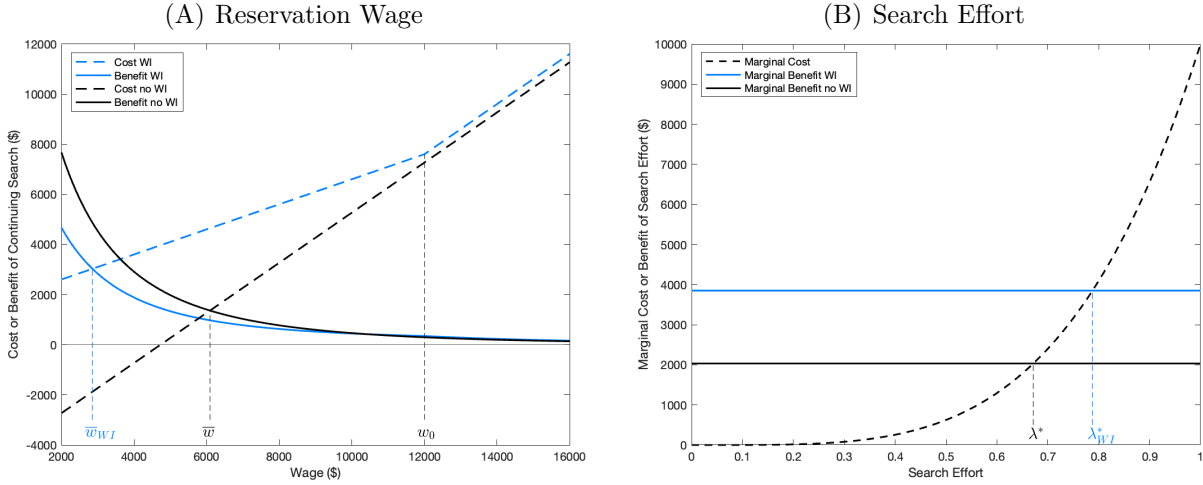 (A) Reservation Wage
Cost or Benefit of Continuing Search ($)
12000
10000
8000
6000
4000
2000
0
-2000
-4000
Cost WI
Benefit WI
Cost no WI
Benefit no WI
w̅_WI
w̅
w₀
2000 4000 6000 8000 10000 12000 14000 16000
Wage ($)
(B) Search Effort
Marginal Cost or Benefit of Search Effort ($)
10000
9000
8000
7000
6000
5000
4000
3000
2000
1000
0
Marginal Cost
Marginal Benefit WI
Marginal Benefit no WI
λ*
λ*_WI
0 0.1 0.2 0.3 0.4 0.5 0.6 0.7 0.8 0.9 1
Search Effort